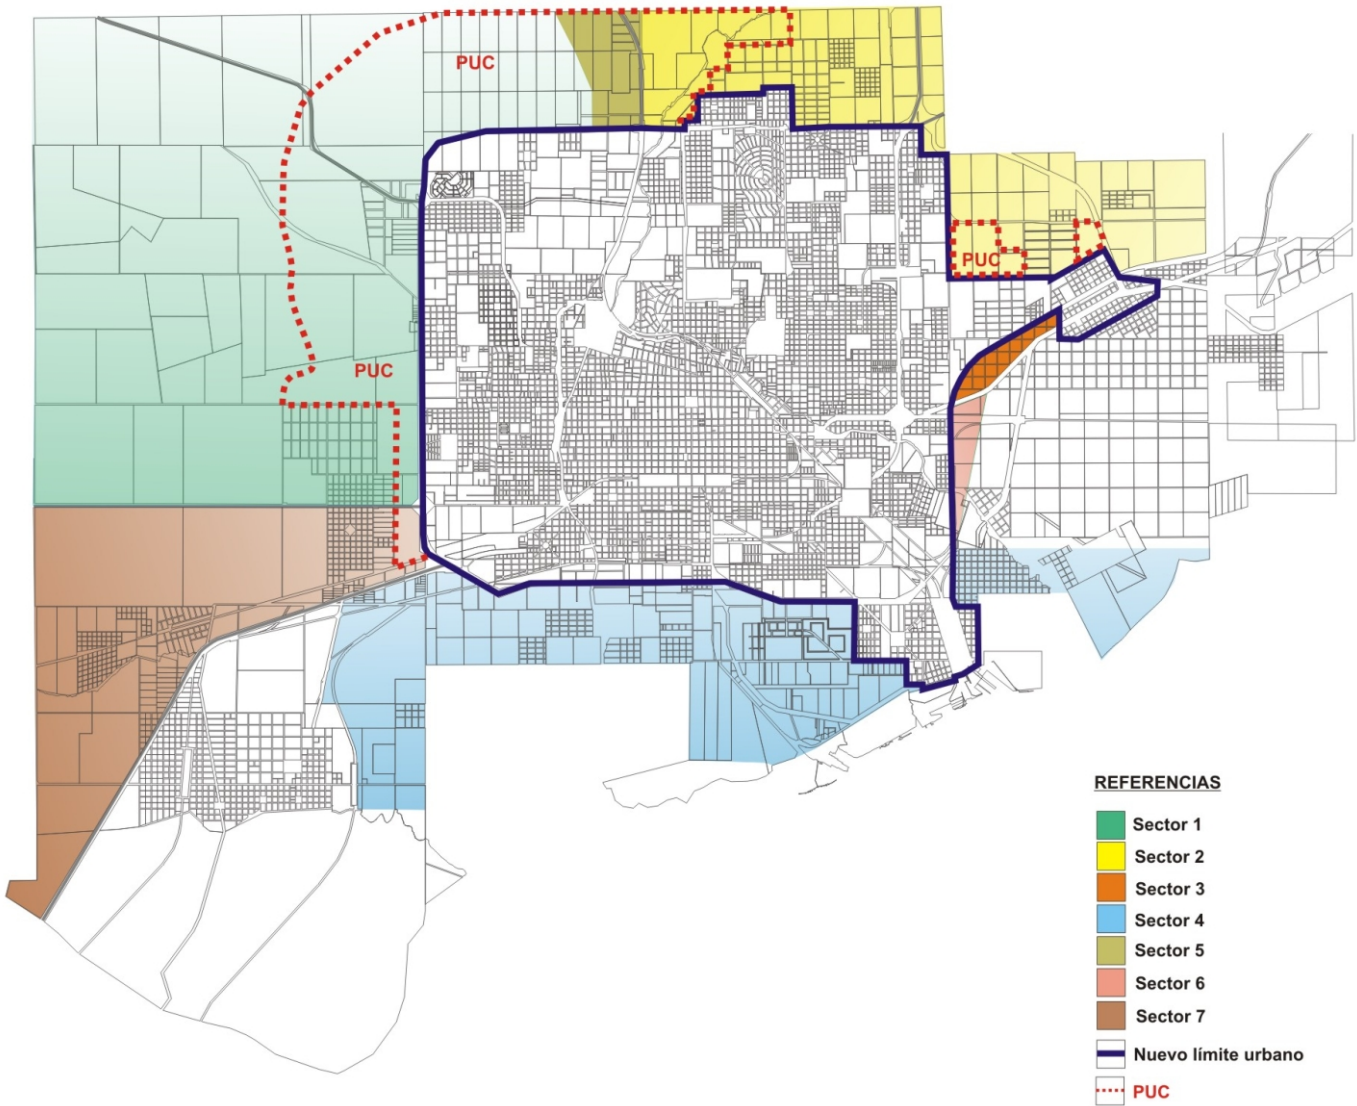 PUC
PUC
PUC
REFERENCIAS
Sector 1
Sector 2
Sector 3
Sector 4
Sector 5
Sector 6
Sector 7
Nuevo límite urbano
PUC